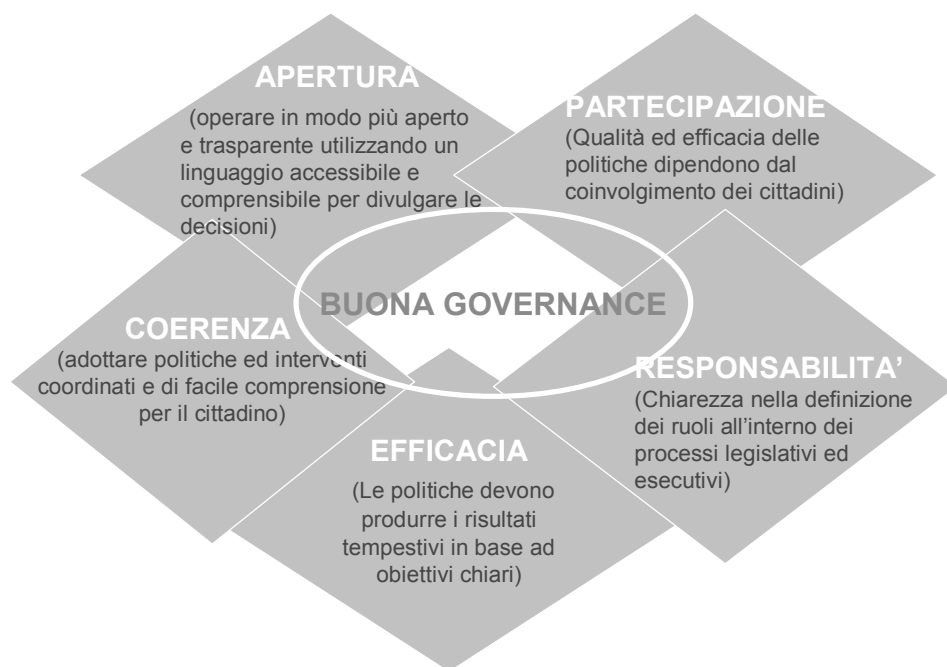 APERTURA
(operare in modo più aperto
e trasparente utilizzando un
linguaggio accessibile e
comprensibile per divulgare le
decisioni)
PARTECIPAZIONE
(Qualità ed efficacia delle
politiche dipendono dal
coinvolgimento dei cittadini)
BUONA GOVERNANCE
COERENZA
(adottare politiche ed interventi
coordinati e di facile comprensione
per il cittadino)
RESPONSABILITA’
(Chiarezza nella definizione
dei ruoli all’interno dei
processi legislativi ed
esecutivi)
EFFICACIA
(Le politiche devono
produrre i risultati
tempestivi in base ad
obiettivi chiari)